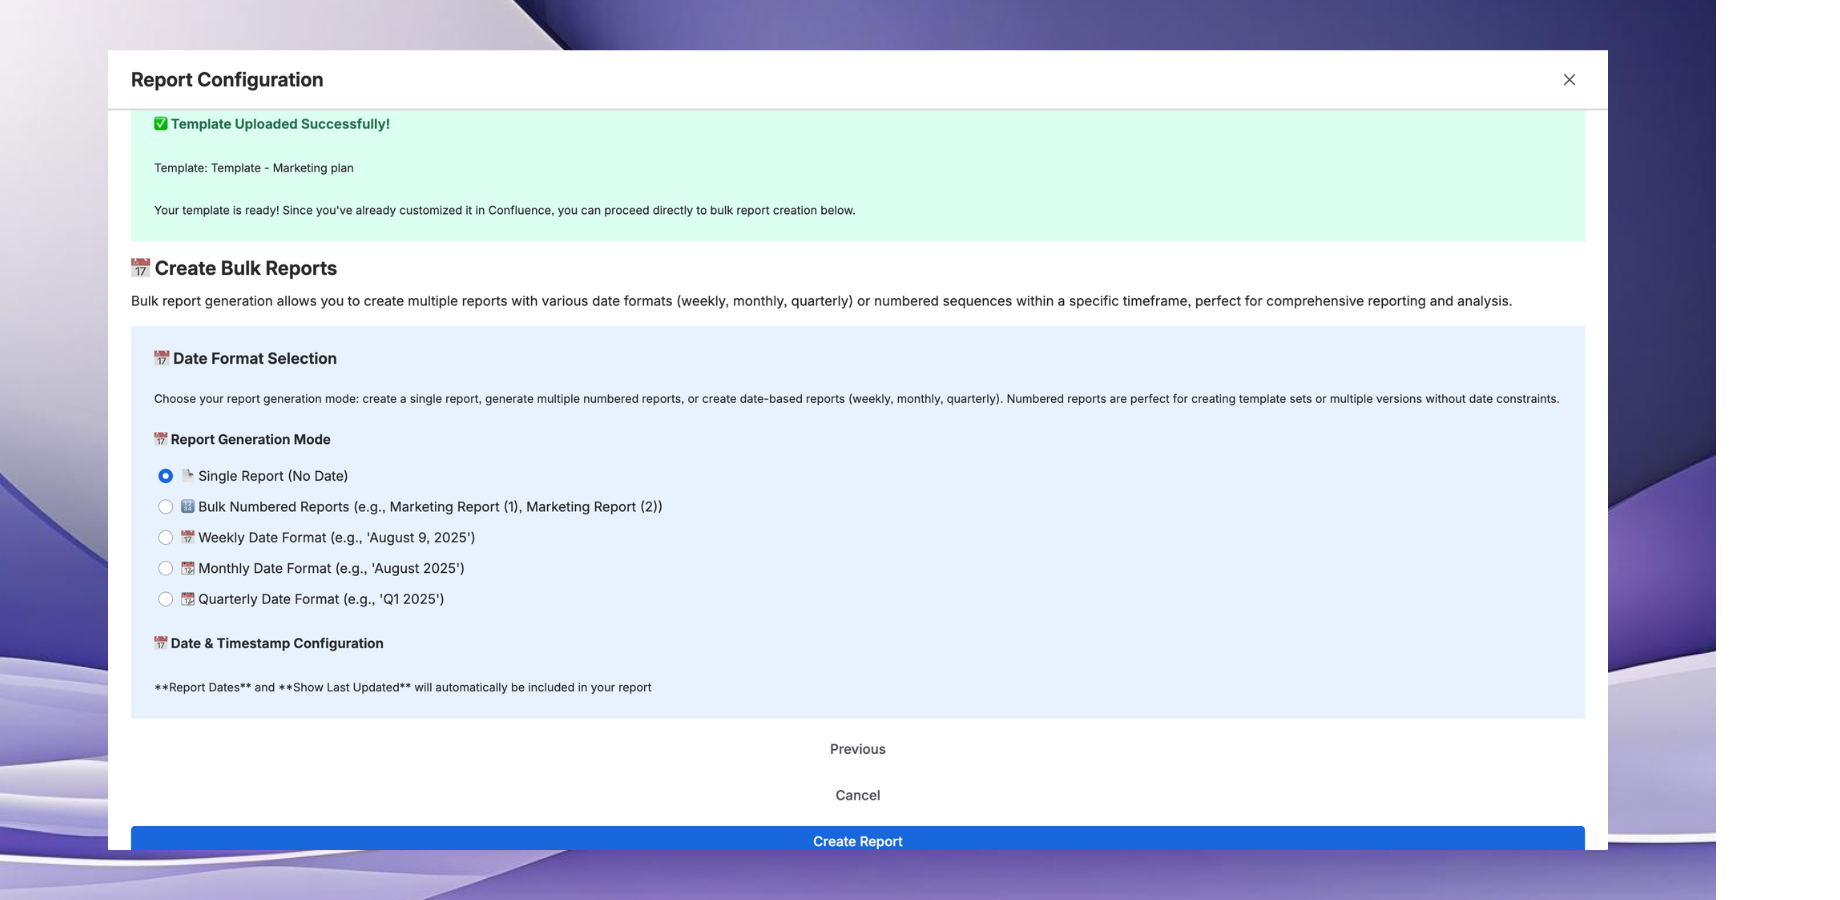 Report Configuration
✅ Template Uploaded Successfully!
Template: Template - Marketing plan
Your template is ready! Since you've already customized it in Confluence, you can proceed directly to bulk report creation below.
📅 Create Bulk Reports
Bulk report generation allows you to create multiple reports with various date formats (weekly, monthly, quarterly) or numbered sequences within a specific timeframe, perfect for comprehensive reporting and analysis.
📅 Date Format Selection
Choose your report generation mode: create a single report, generate multiple numbered reports, or create date-based reports (weekly, monthly, quarterly). Numbered reports are perfect for creating template sets or multiple versions without date constraints.
📅 Report Generation Mode
📄 Single Report (No Date)
🔢 Bulk Numbered Reports (e.g., Marketing Report (1), Marketing Report (2))
📅 Weekly Date Format (e.g., 'August 9, 2025')
📆 Monthly Date Format (e.g., 'August 2025')
📆 Quarterly Date Format (e.g., 'Q1 2025')
📅 Date & Timestamp Configuration
**Report Dates** and **Show Last Updated** will automatically be included in your report
Previous
Cancel
Create Report